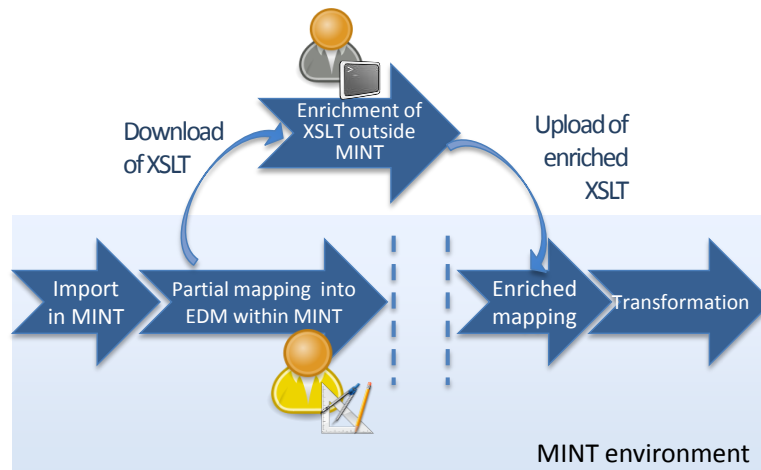 Enrichment of
XSLT outside
MINT
Download
of XSLT
Upload of
enriched
XSLT
Import
in MINT
Partial mapping into
EDM within MINT
Enriched
mapping
Transformation
MINT environment